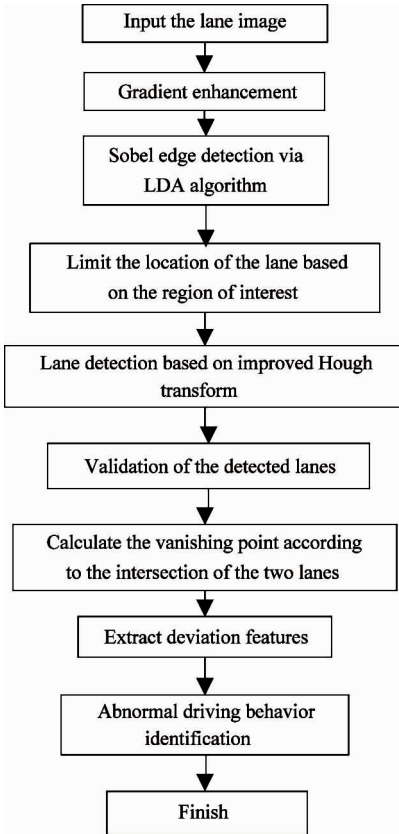 Input the lane image
Gradient enhancement
Sobel edge detection via
LDA algorithm
Limit the location of the lane based
on the region of interest
Lane detection based on improved Hough
transform
Validation of the detected lanes
Calculate the vanishing point according
to the intersection of the two lanes
Extract deviation features
Abnormal driving behavior
identification
Finish